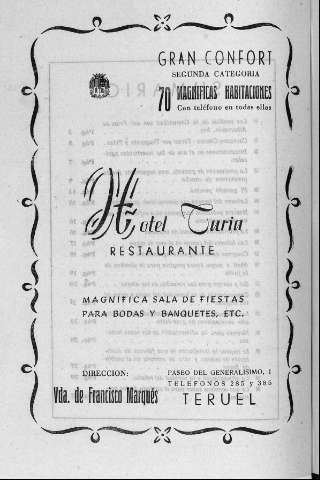 GRAN CONFORT
SEGUNDA CATEGORIA
70 MAGNIFICAS HABITACIONES
Con teléfono en todas ellas
Hotel Turia
RESTAURANTE
MAGNIFICA SALA DE FIESTAS
PARA BODAS Y BANQUETES, ETC.
DIRECCION:
Vda. de Francisco Marqués
PASEO DEL GENERALISIMO, 1
TELEFONOS 285 y 386
TERUEL